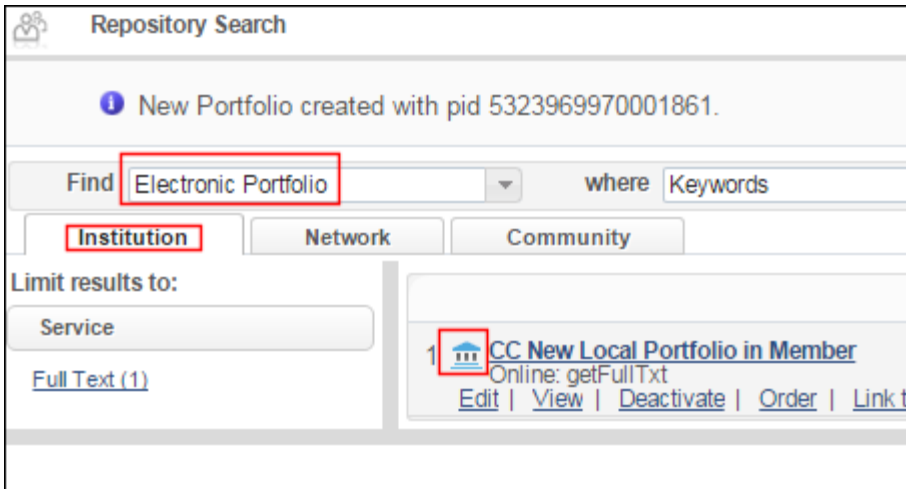 Repository Search
New Portfolio created with pid 5323969970001861.
Find Electronic Portfolio where Keywords
Institution Network Community
Limit results to:
Service
Full Text (1)
1 CC New Local Portfolio in Member
Online: getFullTxt
Edit | View | Deactivate | Order | Link t